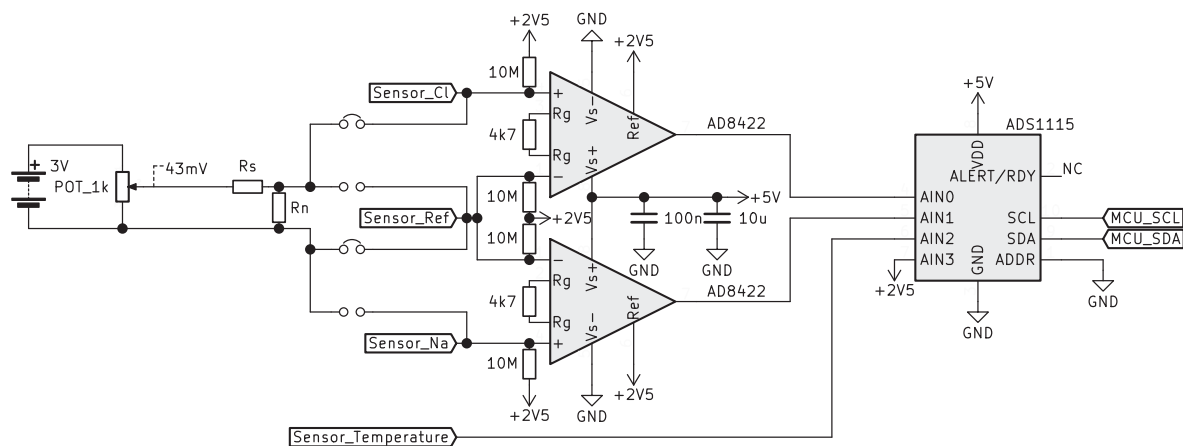 +2V5
GND
+2V5
10M
Sensor_Cl
+
Rg
Vs-
Ref
4k7
Rg
Vs+
-
AD8422
+5V
ADS1115
VDD
ALERT/RDY
NC
+
3V
POT_1k
43mV
Rs
Rn
10M
Sensor_Ref
+2V5
10M
+5V
100n
10u
GND
GND
AIN0
AIN1
SCL
MCU_SCL
AIN2
SDA
MCU_SDA
AIN3
GND
ADDR
+2V5
GND
GND
-
Rg
Vs+
4k7
Rg
Vs-
Ref
AD8422
Sensor_Na
+
10M
+2V5
GND
+2V5
Sensor_Temperature